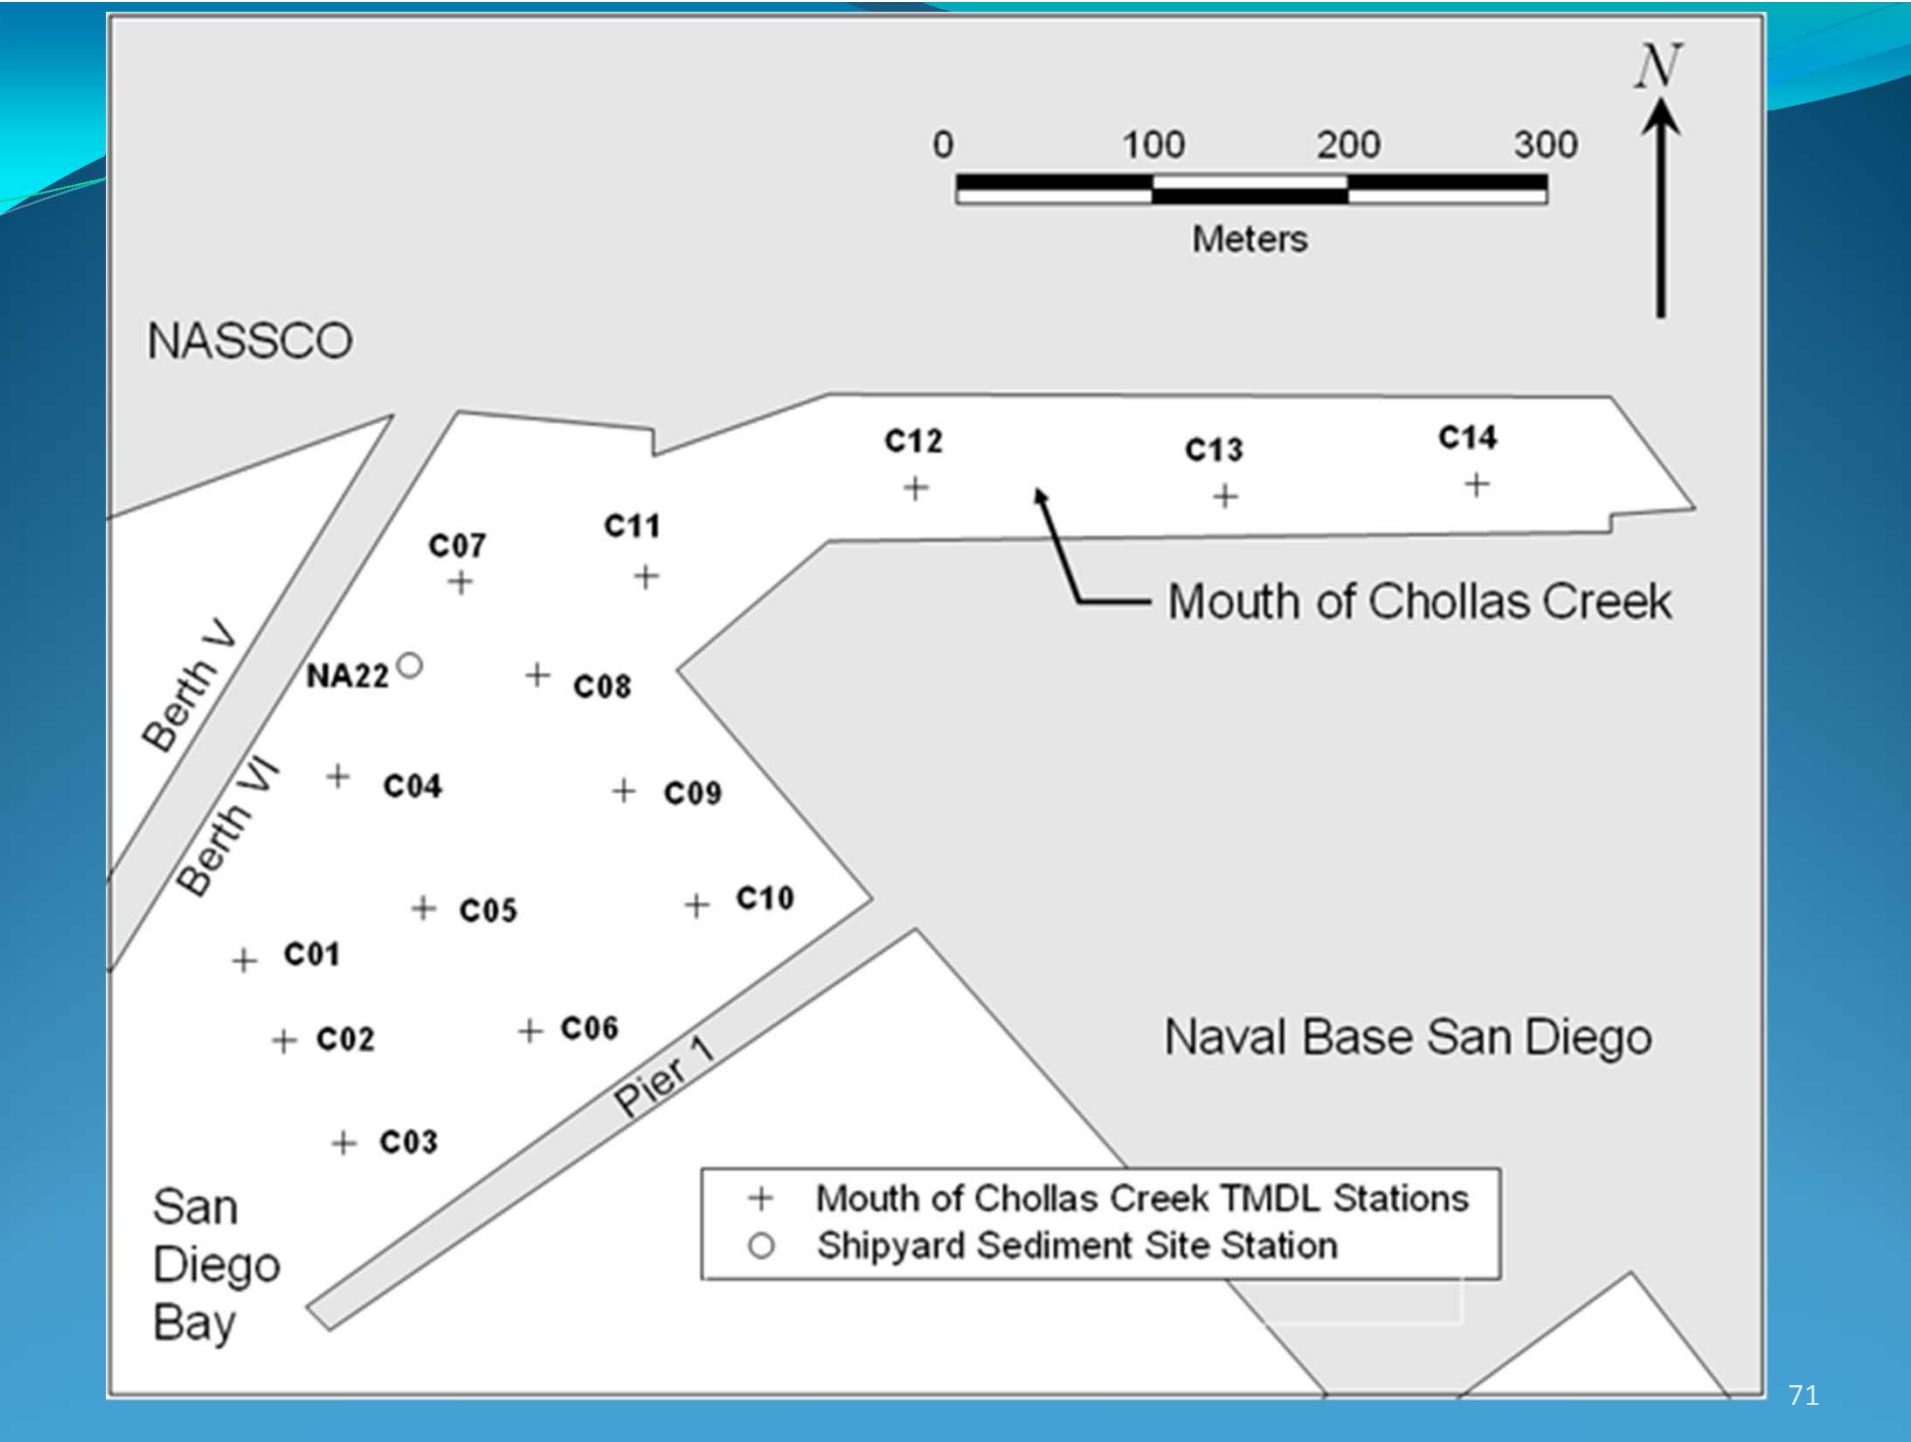 N
0 100 200 300
Meters
NASSCO
C12
C13
C14
C11
C07
Mouth of Chollas Creek
Berth V
NA22
C08
Berth VI
C04
C09
C05
C10
C01
C02
C06
Naval Base San Diego
Pier 1
C03
San
Diego
Bay
+ Mouth of Chollas Creek TMDL Stations
○ Shipyard Sediment Site Station
71